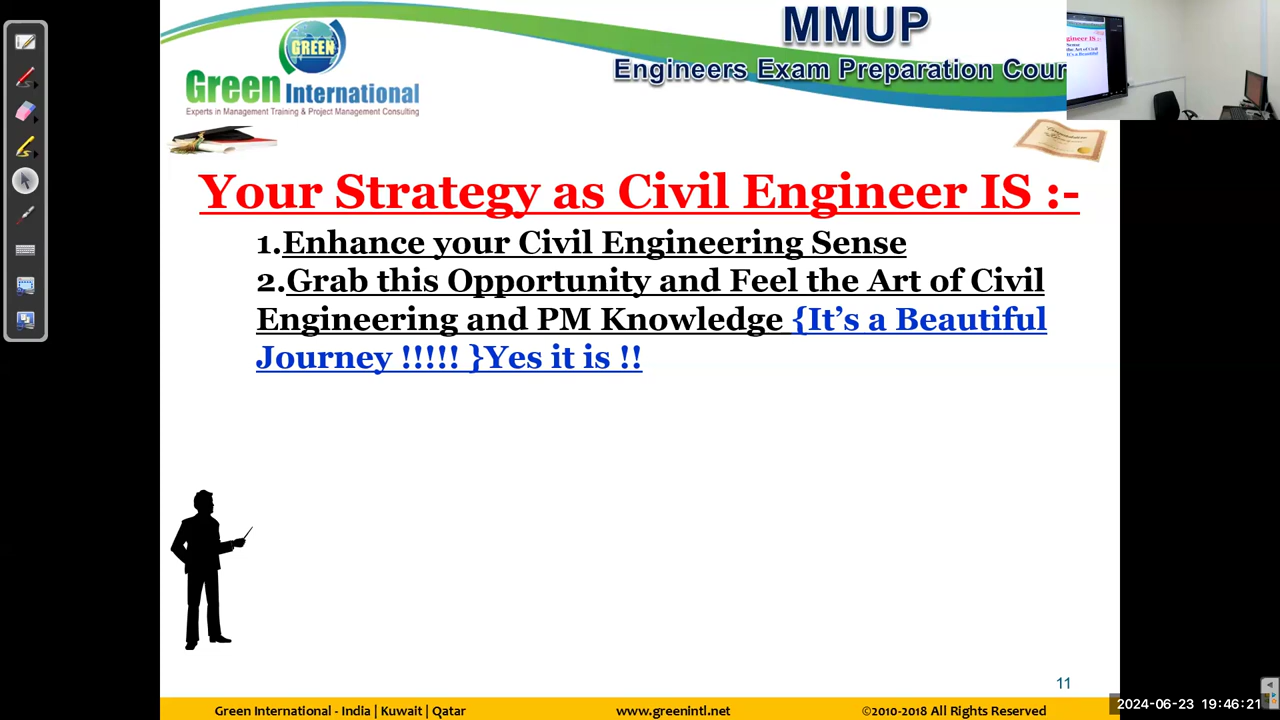 MMUP
Engineers Exam Preparation Cour
GREEN
Green International
Experts in Management Training & Project Management Consulting
Your Strategy as Civil Engineer IS :-
1.Enhance your Civil Engineering Sense
2.Grab this Opportunity and Feel the Art of Civil
Engineering and PM Knowledge {It’s a Beautiful
Journey !!!!! }Yes it is !!
11
Green International - India | Kuwait | Qatar
www.greenintl.net
©2010-2018 All Rights Reserved
2024-06-23 19:46:21